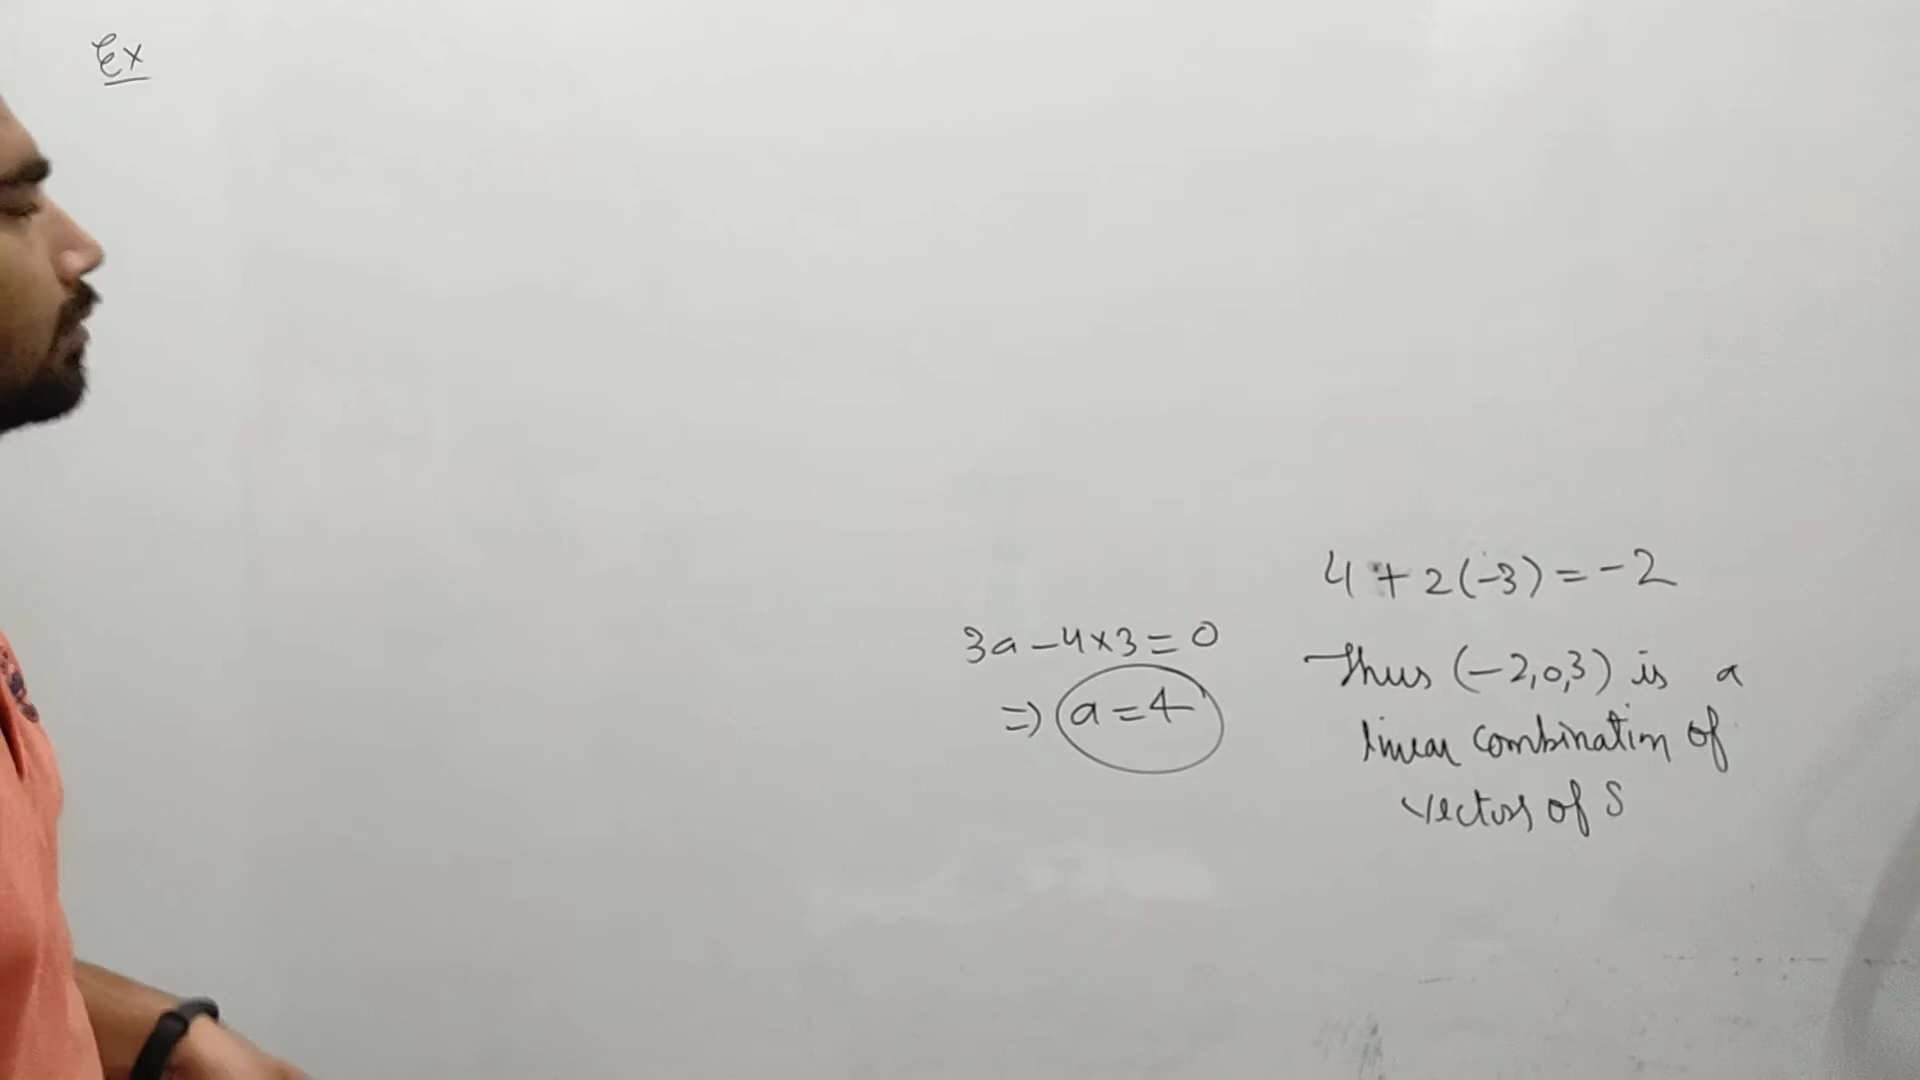 Ex
3a - 4 × 3 = 0
=) a = 4
4 + 2(-3) = -2
Thus (-2,0,3) is a
linear combination of
vectors of S